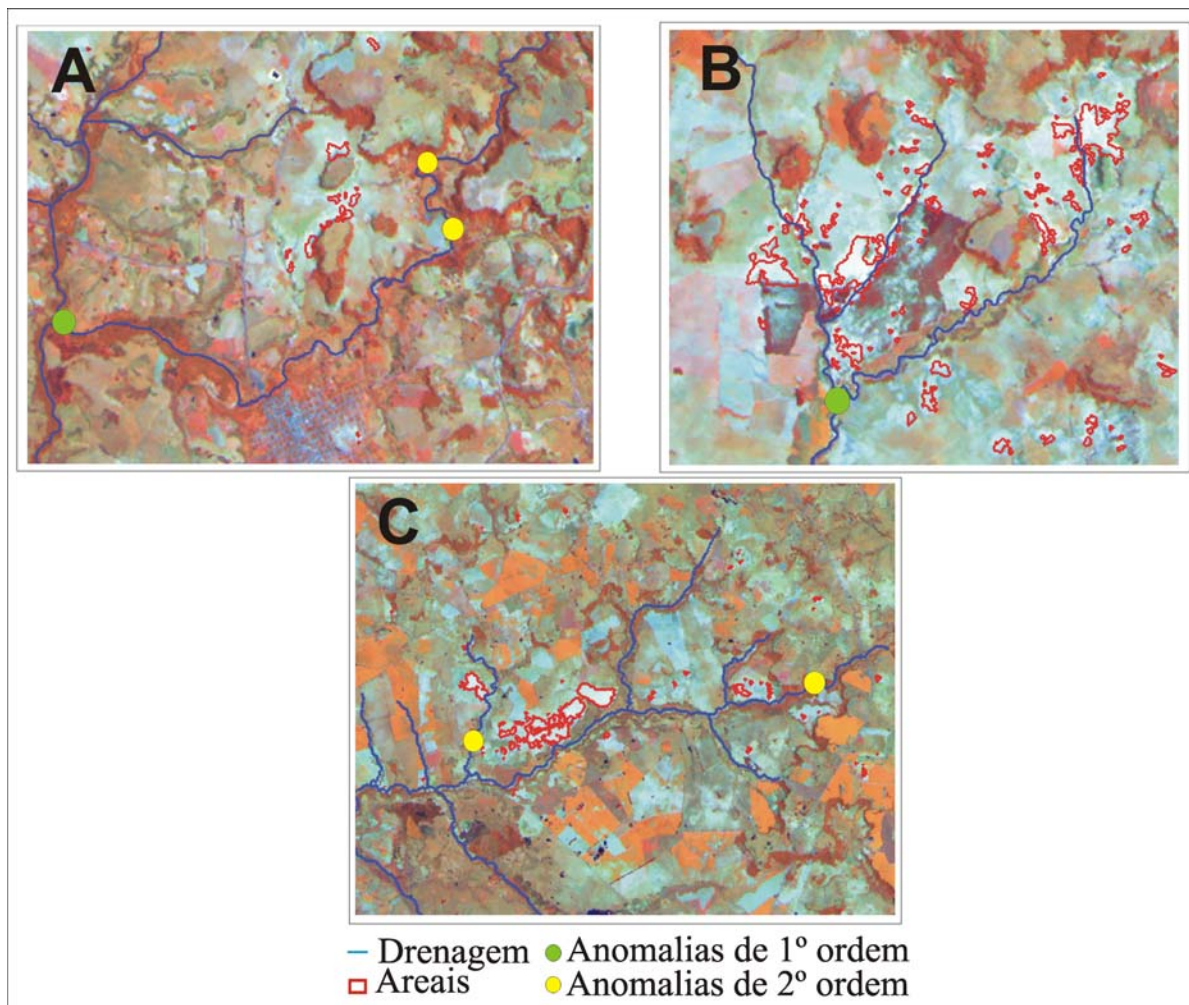 A
B
C
Drenagem
Anomalias de 1º ordem
Areais
Anomalias de 2º ordem